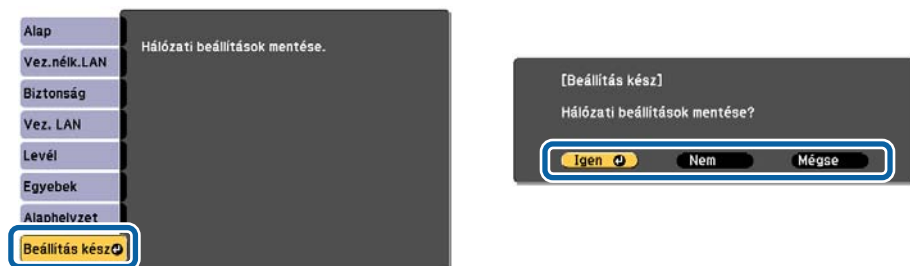 Alap
Vez.nélk.LAN
Biztonság
Vez. LAN
Levél
Egyebek
Alaphelyzet
Beállítás kész
Hálózati beállítások mentése.
[Beállítás kész]
Hálózati beállítások mentése?
Igen Nem Mégse